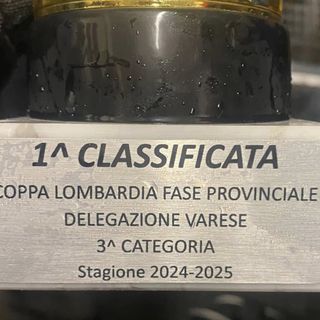 1^ CLASSIFICATA
COPPA LOMBARDIA FASE PROVINCIALE
DELEGAZIONE VARESE
3^ CATEGORIA
Stagione 2024-2025